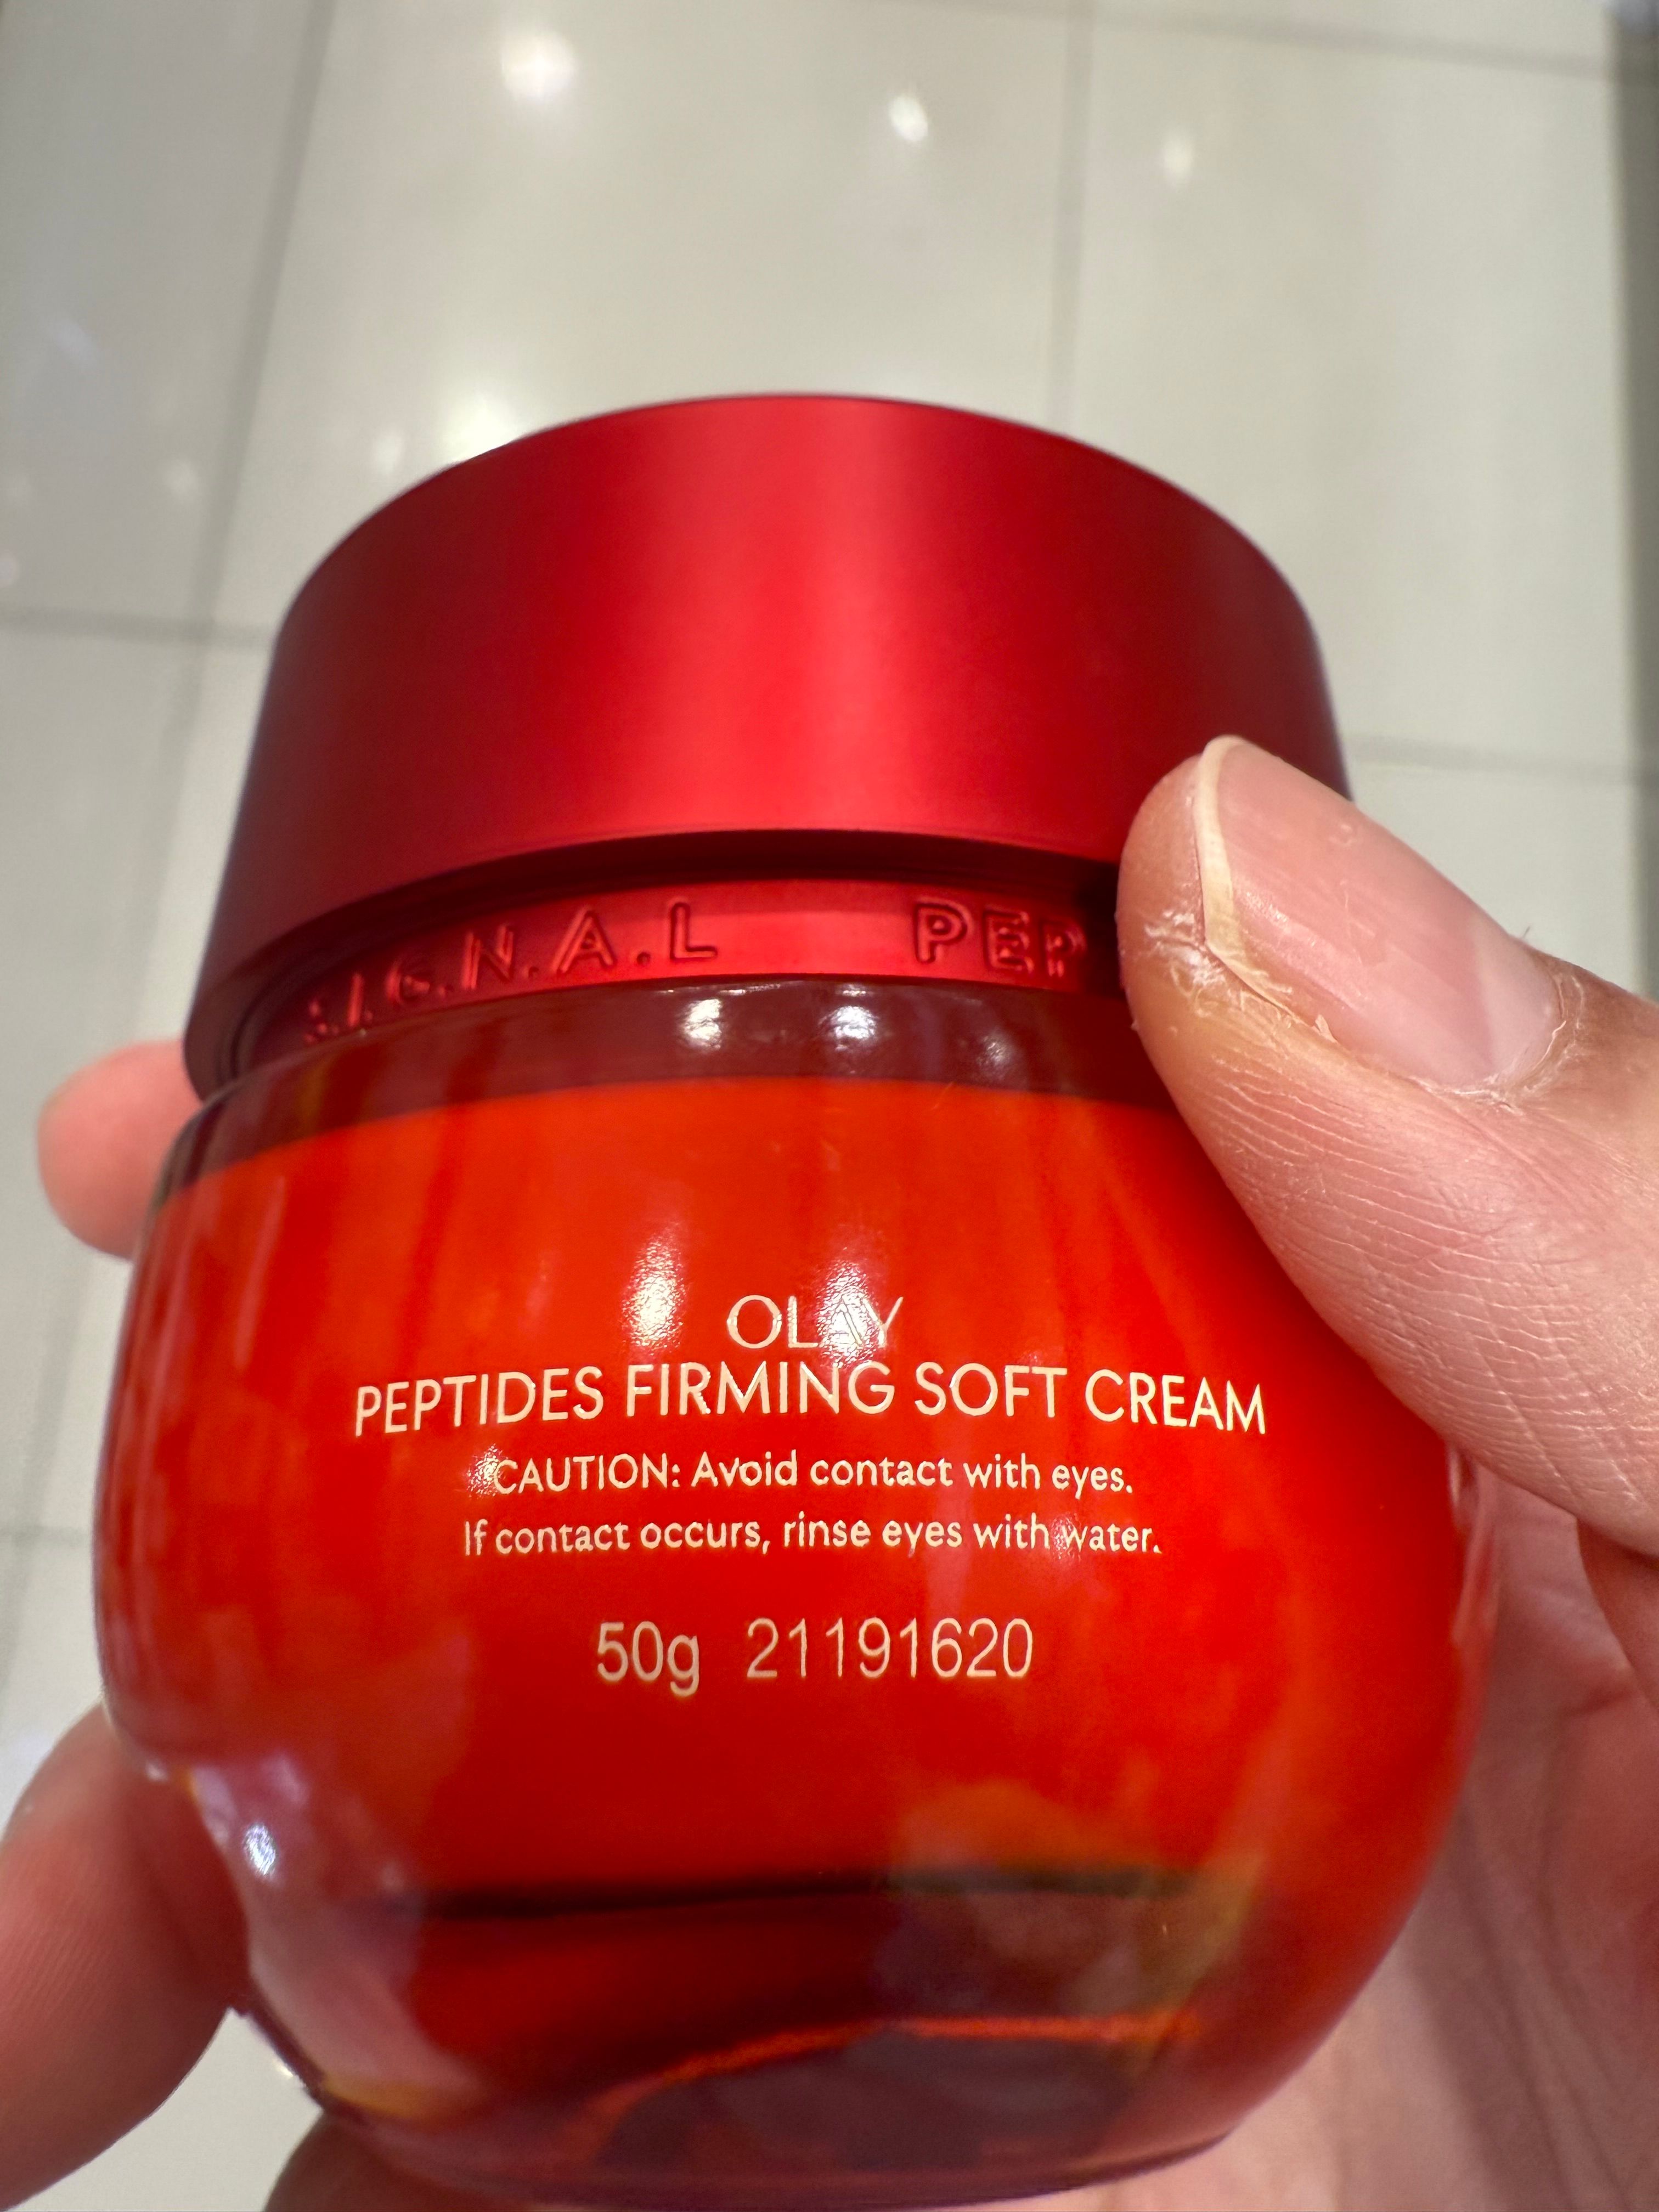 S.I.G.N.A.L PEP
OLAY
PEPTIDES FIRMING SOFT CREAM
CAUTION: Avoid contact with eyes.
If contact occurs, rinse eyes with water.
50g 21191620